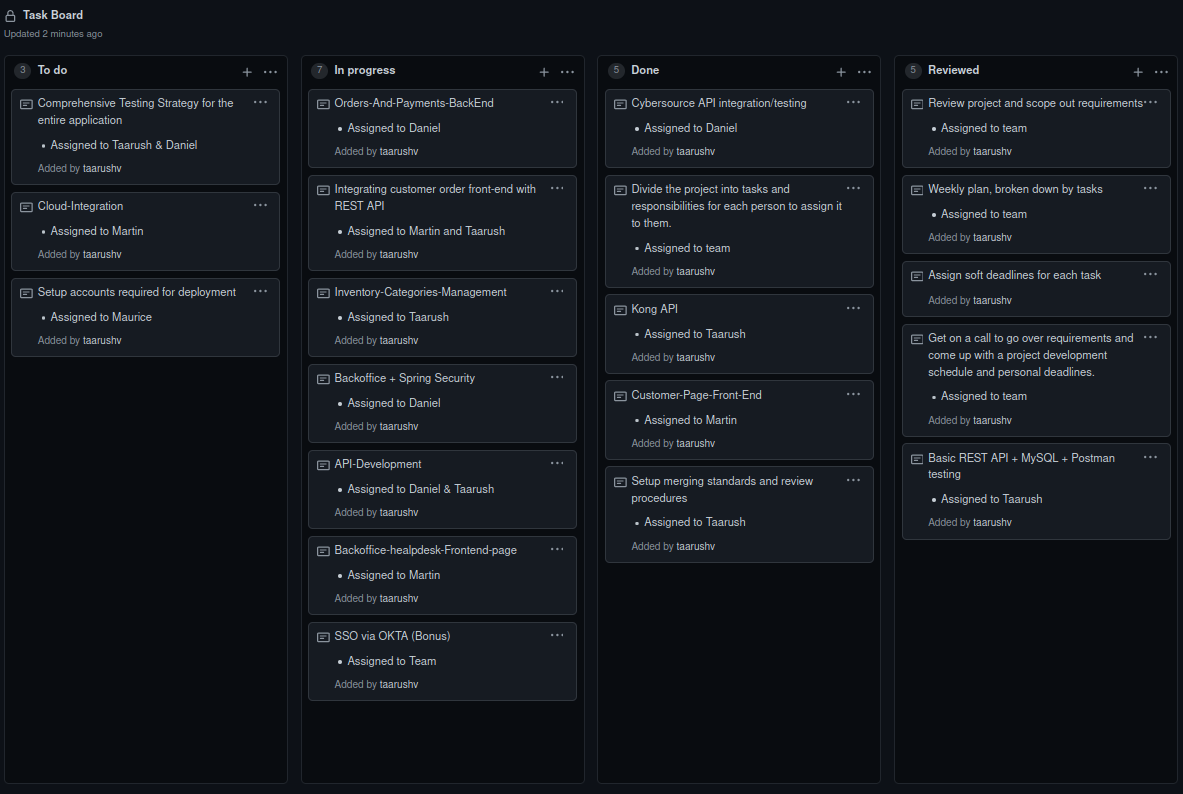 Task Board
Updated 2 minutes ago
3 To do
Comprehensive Testing Strategy for the
entire application
• Assigned to Taarush & Daniel
Added by taarushv
Cloud-Integration
• Assigned to Martin
Added by taarushv
Setup accounts required for deployment
• Assigned to Maurice
Added by taarushv
7 In progress
Orders-And-Payments-BackEnd
• Assigned to Daniel
Added by taarushv
Integrating customer order front-end with
REST API
• Assigned to Martin and Taarush
Added by taarushv
Inventory-Categories-Management
• Assigned to Taarush
Added by taarushv
Backoffice + Spring Security
• Assigned to Daniel
Added by taarushv
API-Development
• Assigned to Daniel & Taarush
Added by taarushv
Backoffice-healpdesk-Frontend-page
• Assigned to Martin
Added by taarushv
SSO via OKTA (Bonus)
• Assigned to Team
Added by taarushv
5 Done
Cybersource API integration/testing
• Assigned to Daniel
Added by taarushv
Divide the project into tasks and
responsibilities for each person to assign it
to them.
• Assigned to team
Added by taarushv
Kong API
• Assigned to Taarush
Added by taarushv
Customer-Page-Front-End
• Assigned to Martin
Added by taarushv
Setup merging standards and review
procedures
• Assigned to Taarush
Added by taarushv
5 Reviewed
Review project and scope out requirements
• Assigned to team
Added by taarushv
Weekly plan, broken down by tasks
• Assigned to team
Added by taarushv
Assign soft deadlines for each task
Added by taarushv
Get on a call to go over requirements and
come up with a project development
schedule and personal deadlines.
• Assigned to team
Added by taarushv
Basic REST API + MySQL + Postman
testing
• Assigned to Taarush
Added by taarushv